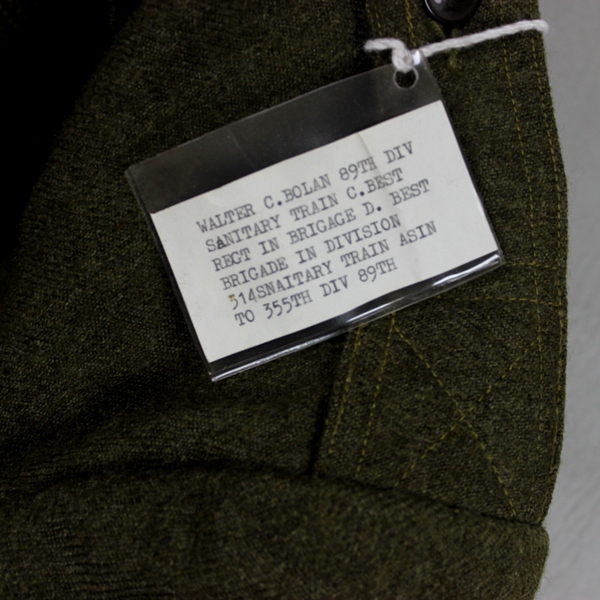 WALTER C.BOLAN 89TH DIV
SANITARY TRAIN C.BEST
RECT IN BRIGAGE D. BEST
BRIGADE IN DIVISION
514SNAITARY TRAIN ASIN
TO 355TH DIV 89TH